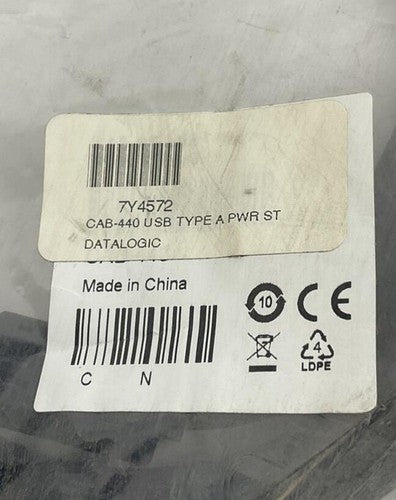 7Y4572
CAB-440 USB TYPE A PWR ST
DATALOGIC
Made in China
10 CE
C N
4
LDPE